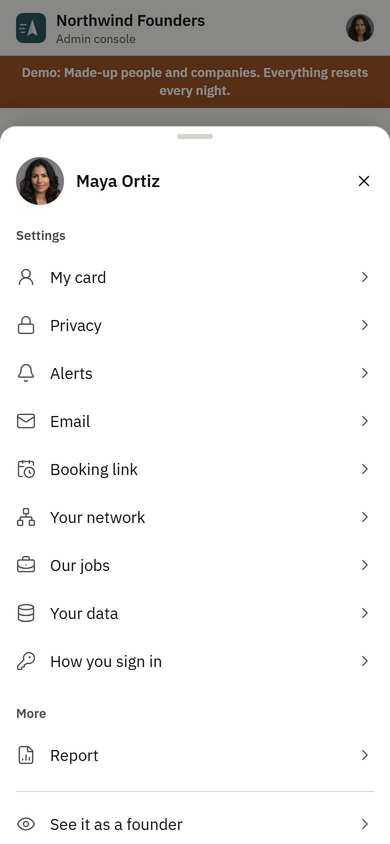 Northwind Founders
Admin console
Demo: Made-up people and companies. Everything resets
every night.
Maya Ortiz
Settings
My card
Privacy
Alerts
Email
Booking link
Your network
Our jobs
Your data
How you sign in
More
Report
See it as a founder